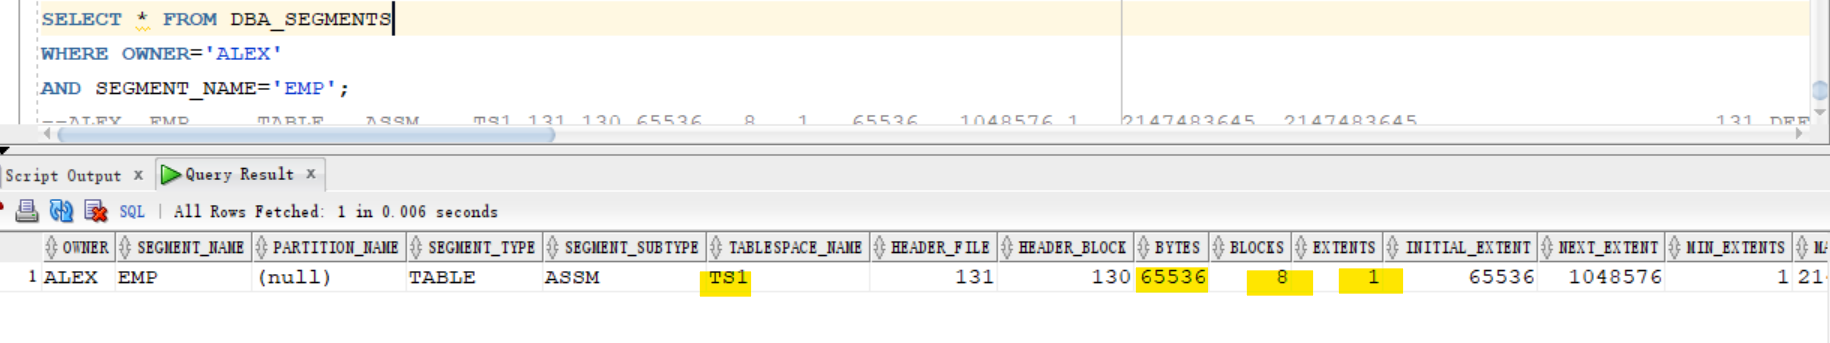 SELECT * FROM DBA_SEGMENTS
WHERE OWNER='ALEX'
AND SEGMENT_NAME='EMP';
--ALEX EMP TABLE ASSM TS1 131 130 65536 8 1 65536 1048576 1 2147483645 2147483645 131 DEF
Script Output x Query Result x
SQL | All Rows Fetched: 1 in 0.006 seconds
OWNER SEGMENT_NAME PARTITION_NAME SEGMENT_TYPE SEGMENT_SUBTYPE TABLESPACE_NAME HEADER_FILE HEADER_BLOCK BYTES BLOCKS EXTENTS INITIAL_EXTENT NEXT_EXTENT MIN_EXTENTS
1 ALEX EMP (null) TABLE ASSM TS1 131 130 65536 8 1 65536 1048576 1 21